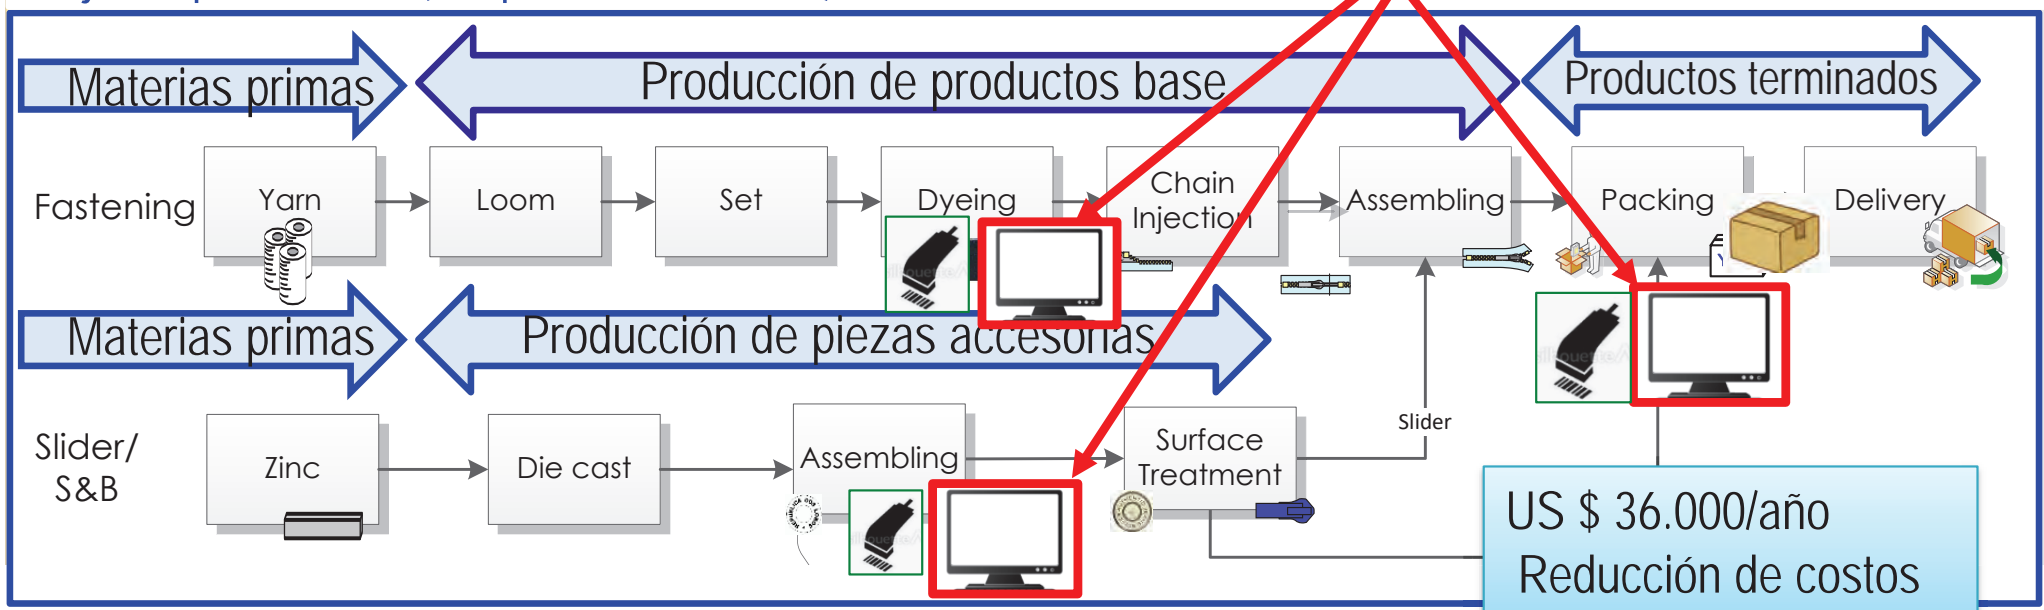 Materias primas
Producción de productos base
Productos terminados
Fastening
Yarn
Loom
Set
Dyeing
Chain
Injection
Assembling
Packing
Delivery
Materias primas
Producción de piezas accesorias
Slider/
S&B
Zinc
Die cast
Assembling
Surface
Treatment
Slider
US $ 36.000/año
Reducción de costos